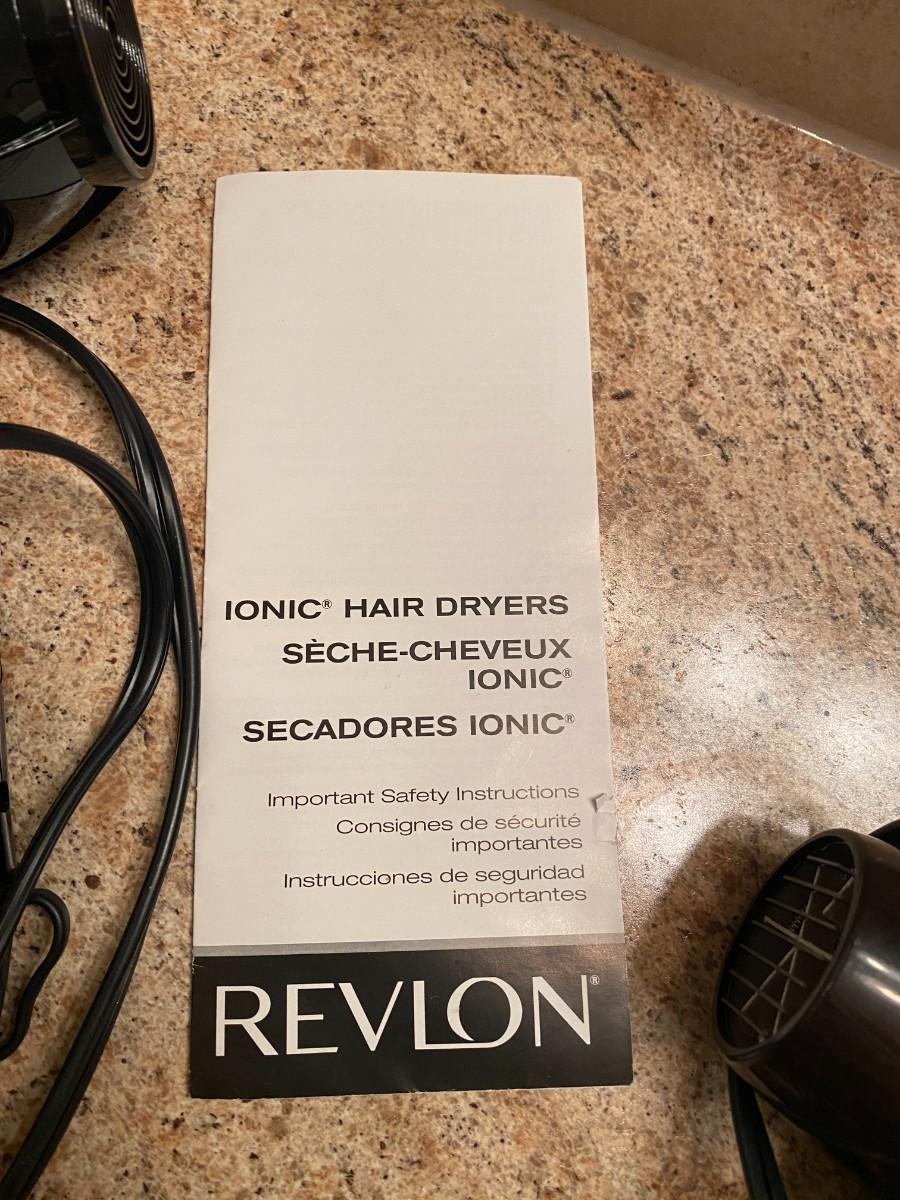 IONIC® HAIR DRYERS
SÈCHE-CHEVEUX
IONIC®
SECADORES IONIC®
Important Safety Instructions
Consignes de sécurité
importantes
Instrucciones de seguridad
importantes
REVLON®